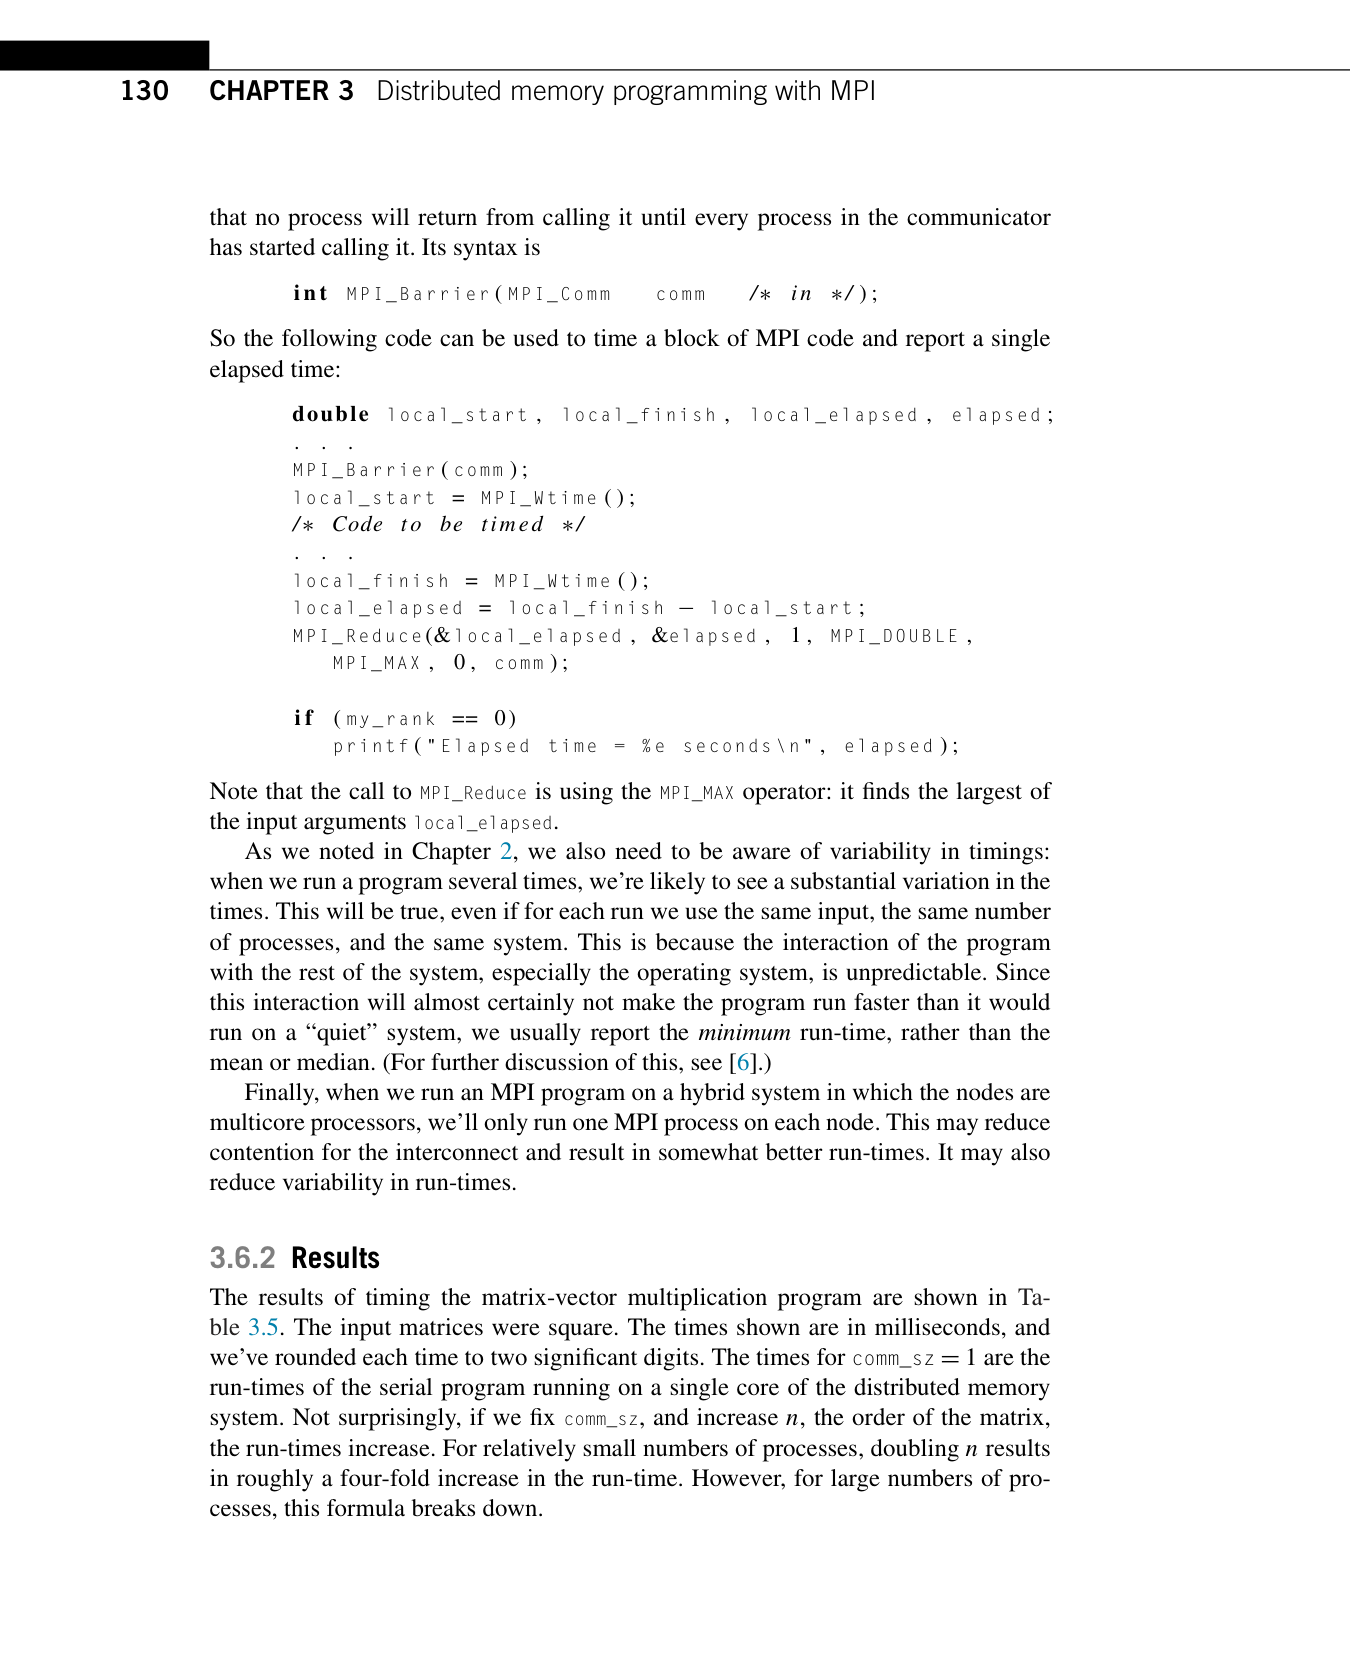 130 CHAPTER 3 Distributed memory programming with MPI
that no process will return from calling it until every process in the communicator
has started calling it. Its syntax is
int MPI_Barrier(MPI_Comm comm /* in */);
So the following code can be used to time a block of MPI code and report a single
elapsed time:
double local_start, local_finish, local_elapsed, elapsed;
. . .
MPI_Barrier(comm);
local_start = MPI_Wtime();
/* Code to be timed */
. . .
local_finish = MPI_Wtime();
local_elapsed = local_finish − local_start;
MPI_Reduce(&local_elapsed, &elapsed, 1, MPI_DOUBLE,
MPI_MAX, 0, comm);
if (my_rank == 0)
printf("Elapsed time = %e seconds\n", elapsed);
Note that the call to MPI_Reduce is using the MPI_MAX operator: it finds the largest of
the input arguments local_elapsed.
As we noted in Chapter 2, we also need to be aware of variability in timings:
when we run a program several times, we’re likely to see a substantial variation in the
times. This will be true, even if for each run we use the same input, the same number
of processes, and the same system. This is because the interaction of the program
with the rest of the system, especially the operating system, is unpredictable. Since
this interaction will almost certainly not make the program run faster than it would
run on a “quiet” system, we usually report the minimum run-time, rather than the
mean or median. (For further discussion of this, see [6].)
Finally, when we run an MPI program on a hybrid system in which the nodes are
multicore processors, we’ll only run one MPI process on each node. This may reduce
contention for the interconnect and result in somewhat better run-times. It may also
reduce variability in run-times.
3.6.2 Results
The results of timing the matrix-vector multiplication program are shown in Ta-
ble 3.5. The input matrices were square. The times shown are in milliseconds, and
we’ve rounded each time to two significant digits. The times for comm_sz = 1 are the
run-times of the serial program running on a single core of the distributed memory
system. Not surprisingly, if we fix comm_sz, and increase n, the order of the matrix,
the run-times increase. For relatively small numbers of processes, doubling n results
in roughly a four-fold increase in the run-time. However, for large numbers of pro-
cesses, this formula breaks down.